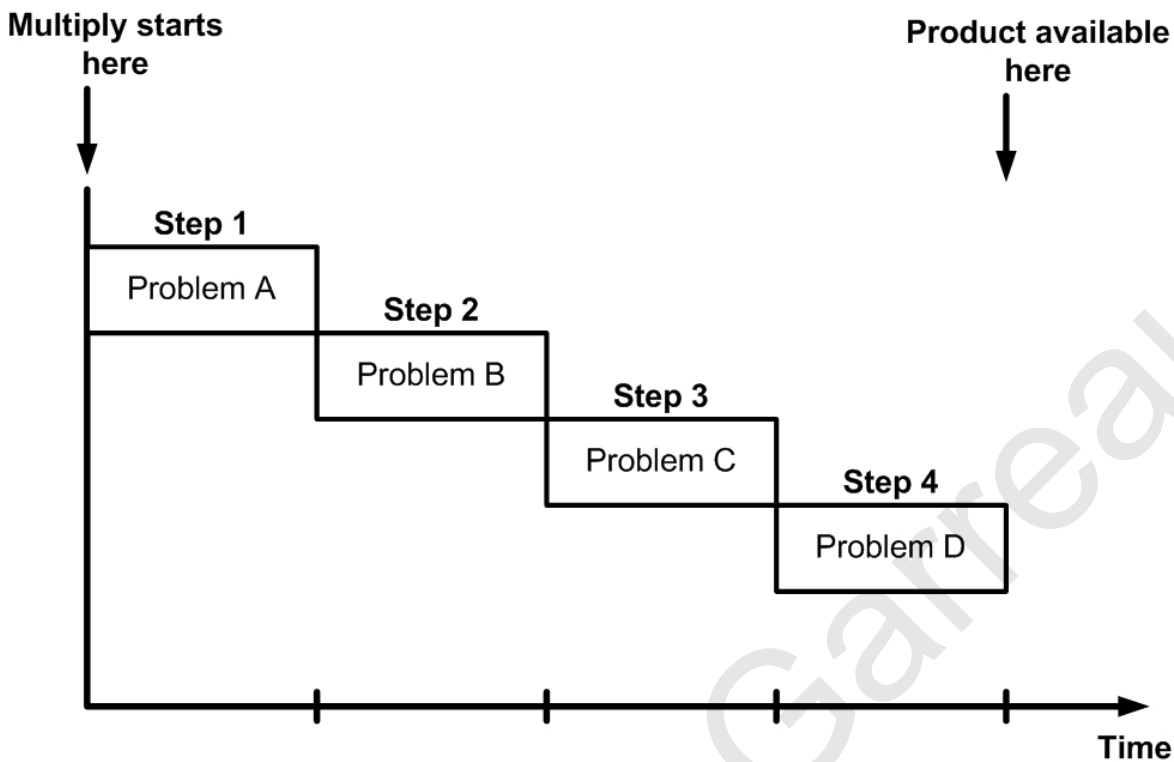 Multiply starts
here
Product available
here
Step 1
Problem A
Step 2
Problem B
Step 3
Problem C
Step 4
Problem D
Time
Garreau